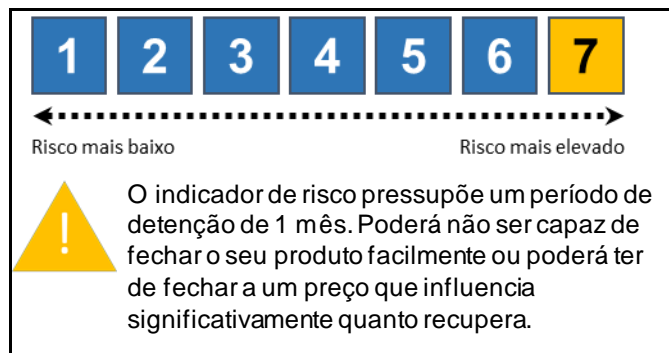 1 2 3 4 5 6 7
Risco mais baixo Risco mais elevado
!
O indicador de risco pressupõe um período de
detenção de 1 mês. Poderá não ser capaz de
fechar o seu produto facilmente ou poderá ter
de fechar a um preço que influencia
significativamente quanto recupera.